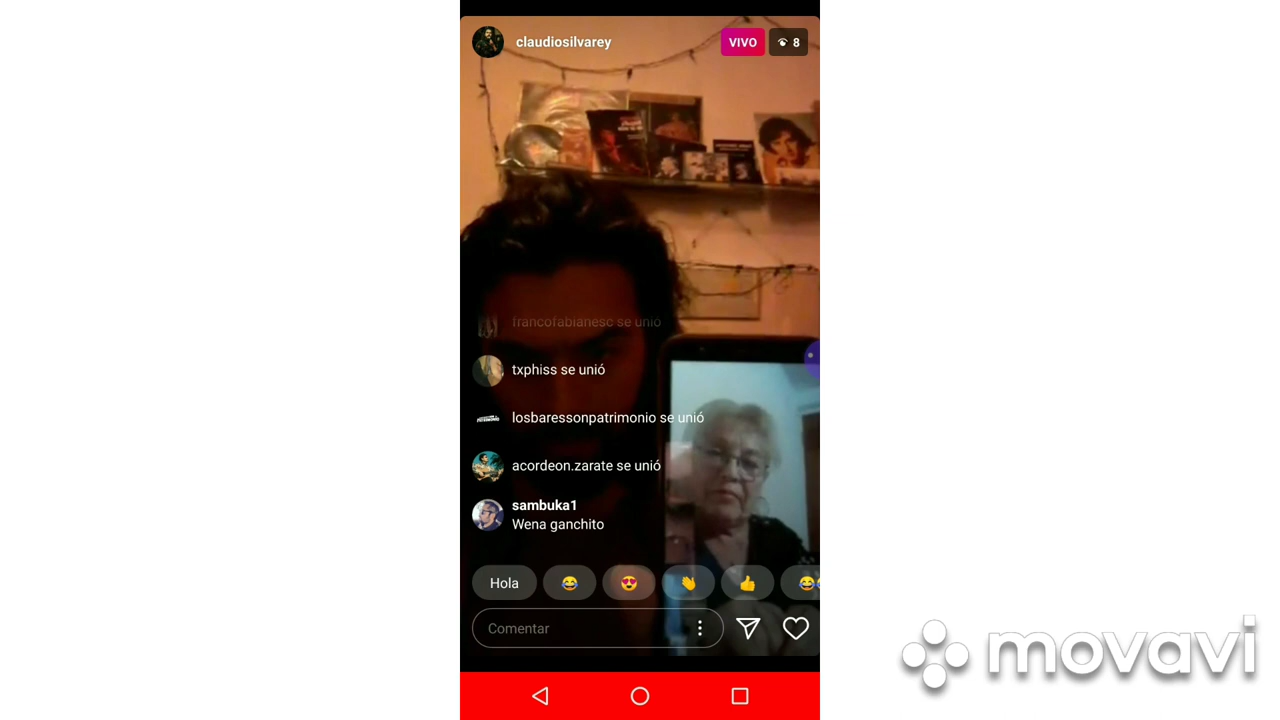 claudiosilvarey
VIVO
8
francofabianesc se unió
txphiss se unió
losbaressonpatrimonio se unió
acordeon.zarate se unió
sambuka1
Wena ganchito
Hola
Comentar
movavi